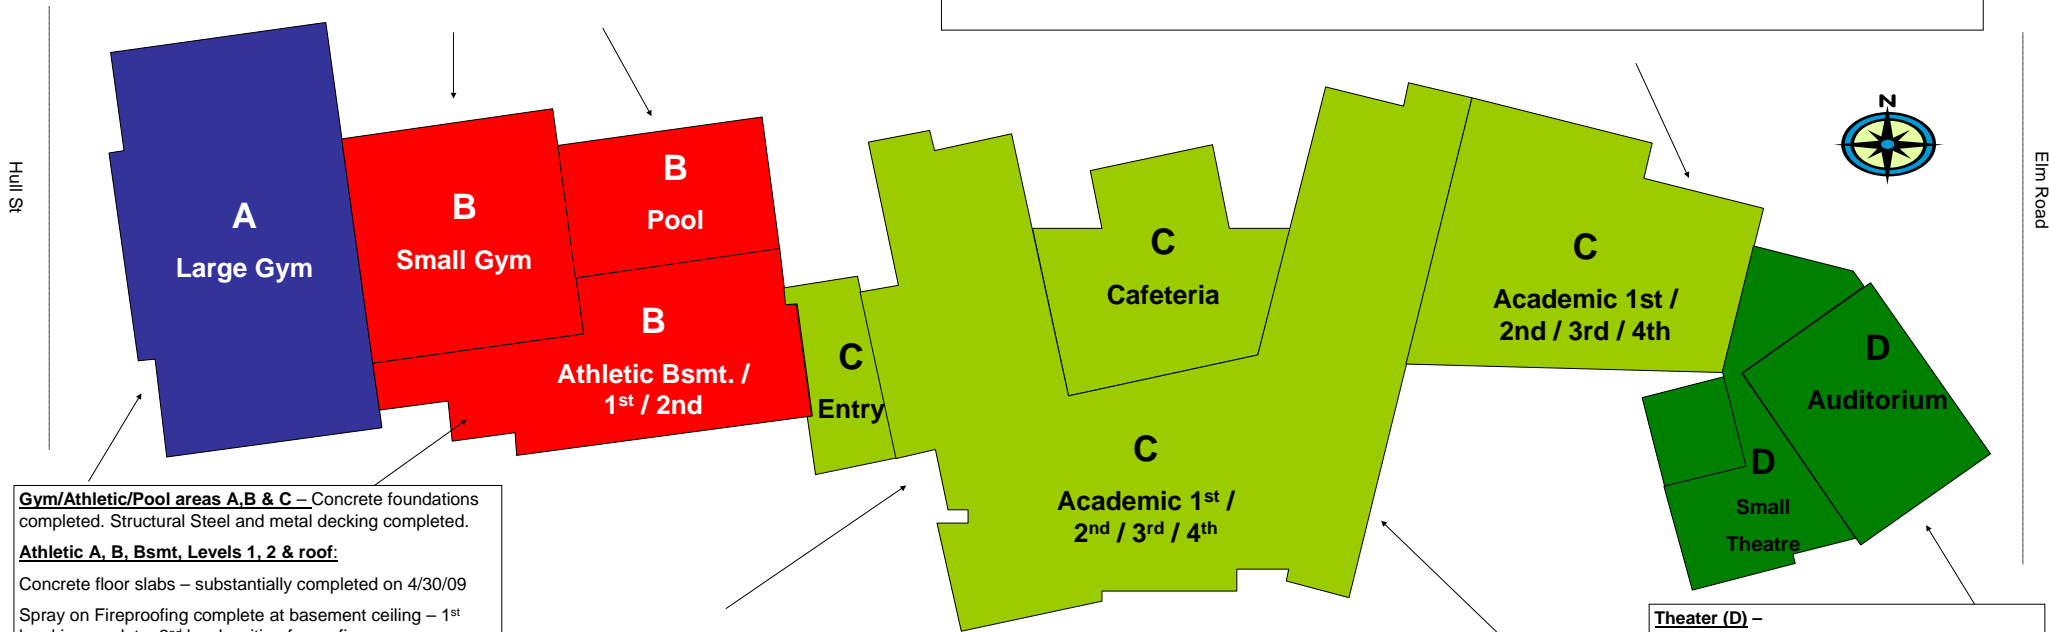 Hull St
A
Large Gym
B
Small Gym
B
Pool
B
Athletic Bsmt. /
1st / 2nd
C
Entry
C
Cafeteria
C
Academic 1st /
2nd / 3rd / 4th
C
Academic 1st /
2nd / 3rd / 4th
D
Auditorium
D
Small
Theatre
N
Elm Road
Gym/Athletic/Pool areas A,B & C – Concrete foundations
completed. Structural Steel and metal decking completed.
Athletic A, B, Bsmt, Levels 1, 2 & roof:
Concrete floor slabs – substantially completed on 4/30/09
Spray on Fireproofing complete at basement ceiling – 1st
Theater (D) –